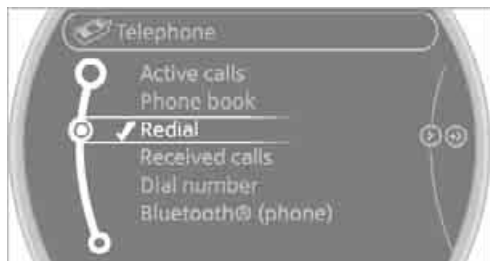 Telephone
Active calls
Phone book
Redial
Received calls
Dial number
Bluetooth® (phone)